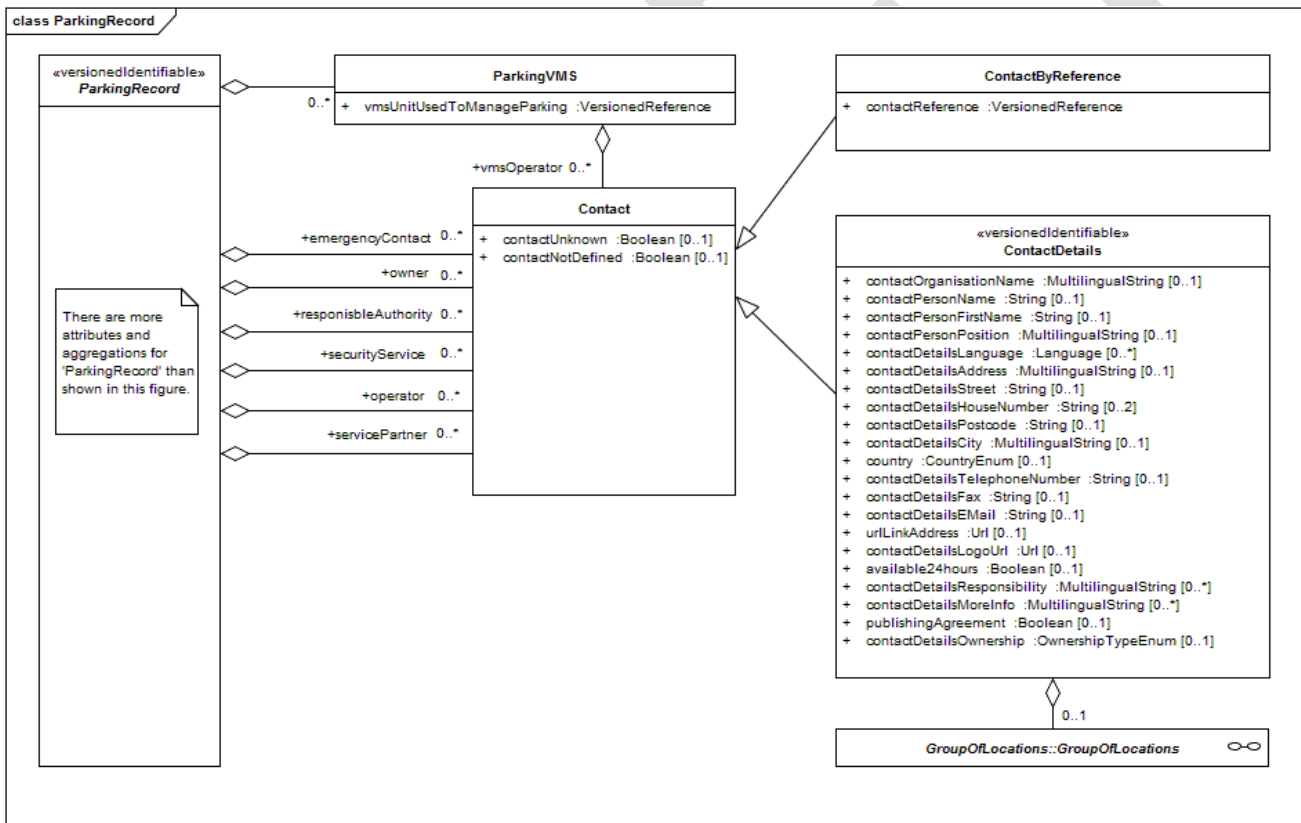 class ParkingRecord
«versionedIdentifiable»
ParkingRecord
There are more
attributes and
aggregations for
'ParkingRecord' than
shown in this figure.
0..*
ParkingVMS
+ vmsUnitUsedToManageParking :VersionedReference
+vmsOperator 0..*
+emergencyContact 0..*
+owner 0..*
+responisbleAuthority 0..*
+securityService 0..*
+operator 0..*
+servicePartner 0..*
Contact
+ contactUnknown :Boolean [0..1]
+ contactNotDefined :Boolean [0..1]
ContactByReference
+ contactReference :VersionedReference
«versionedIdentifiable»
ContactDetails
+ contactOrganisationName :MultilingualString [0..1]
+ contactPersonName :String [0..1]
+ contactPersonFirstName :String [0..1]
+ contactPersonPosition :MultilingualString [0..1]
+ contactDetailsLanguage :Language [0..*]
+ contactDetailsAddress :MultilingualString [0..1]
+ contactDetailsStreet :String [0..1]
+ contactDetailsHouseNumber :String [0..2]
+ contactDetailsPostcode :String [0..1]
+ contactDetailsCity :MultilingualString [0..1]
+ country :CountryEnum [0..1]
+ contactDetailsTelephoneNumber :String [0..1]
+ contactDetailsFax :String [0..1]
+ contactDetailsEMail :String [0..1]
+ urlLinkAddress :Url [0..1]
+ contactDetailsLogoUrl :Url [0..1]
+ available24hours :Boolean [0..1]
+ contactDetailsResponsibility :MultilingualString [0..*]
+ contactDetailsMoreInfo :MultilingualString [0..*]
+ publishingAgreement :Boolean [0..1]
+ contactDetailsOwnership :OwnershipTypeEnum [0..1]
0..1
GroupOfLocations::GroupOfLocations